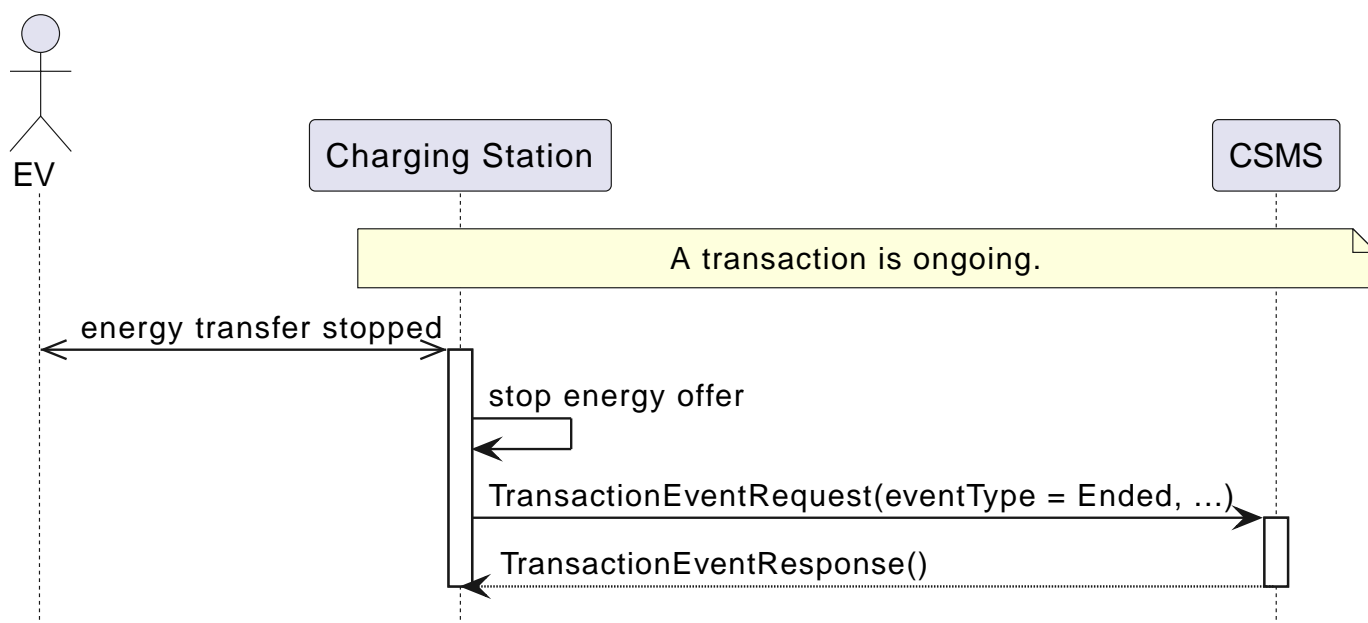 EV
Charging Station
CSMS
A transaction is ongoing.
energy transfer stopped
stop energy offer
TransactionEventRequest(eventType = Ended, ...)
TransactionEventResponse()